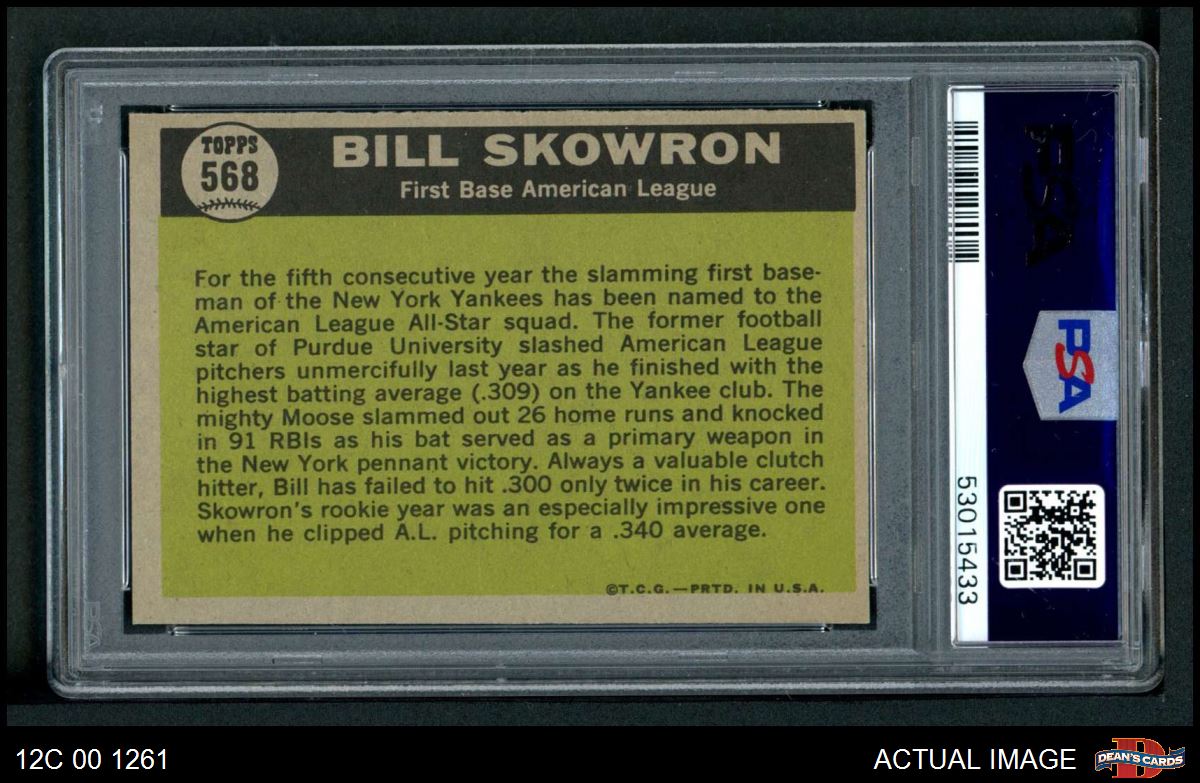 TOPPS
568
BILL SKOWRON
First Base American League
For the fifth consecutive year the slamming first base-
man of the New York Yankees has been named to the
American League All-Star squad. The former football
star of Purdue University slashed American League
pitchers unmercifully last year as he finished with the
highest batting average (.309) on the Yankee club. The
mighty Moose slammed out 26 home runs and knocked
in 91 RBIs as his bat served as a primary weapon in
the New York pennant victory. Always a valuable clutch
hitter, Bill has failed to hit .300 only twice in his career.
Skowron's rookie year was an especially impressive one
when he clipped A.L. pitching for a .340 average.
©T.C.G.—PRTD. IN U.S.A.
PSA
PSA
53015433
12C 00 1261
ACTUAL IMAGE
D
DEAN'S CARDS